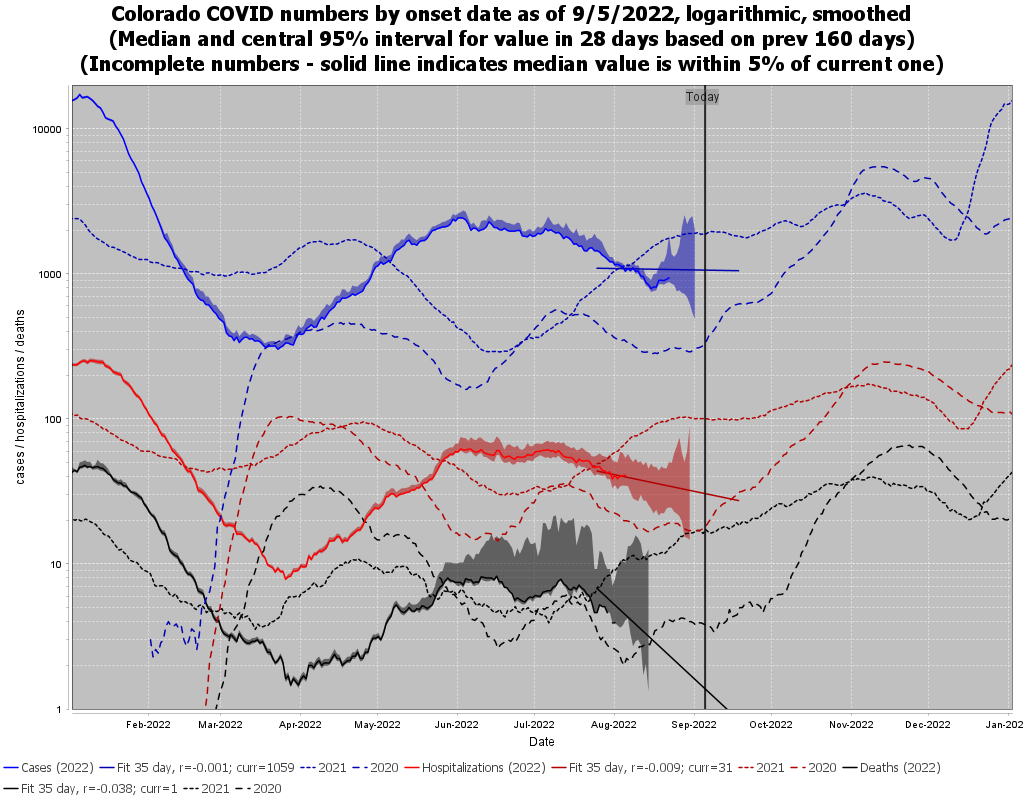 Colorado COVID numbers by onset date as of 9/5/2022, logarithmic, smoothed
(Median and central 95% interval for value in 28 days based on prev 160 days)
(Incomplete numbers - solid line indicates median value is within 5% of current one)
Today
10000
1000
100
10
1
cases / hospitalizations / deaths
Feb-2022 Mar-2022 Apr-2022 May-2022 Jun-2022 Jul-2022 Aug-2022 Sep-2022 Oct-2022 Nov-2022 Dec-2022 Jan-202
Date
Cases (2022) Fit 35 day, r=-0.001; curr=1059 2021 2020 Hospitalizations (2022) Fit 35 day, r=-0.009; curr=31 2021 2020 Deaths (2022)
Fit 35 day, r=-0.038; curr=1 2021 2020